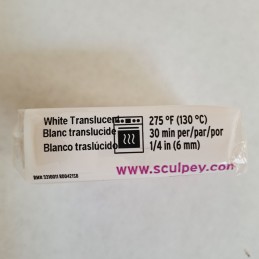 White Translucent 275 °F (130 °C)
Blanc translucide 30 min per/par/por
Blanco traslúcido 1/4 in (6 mm)
www.sculpey.com